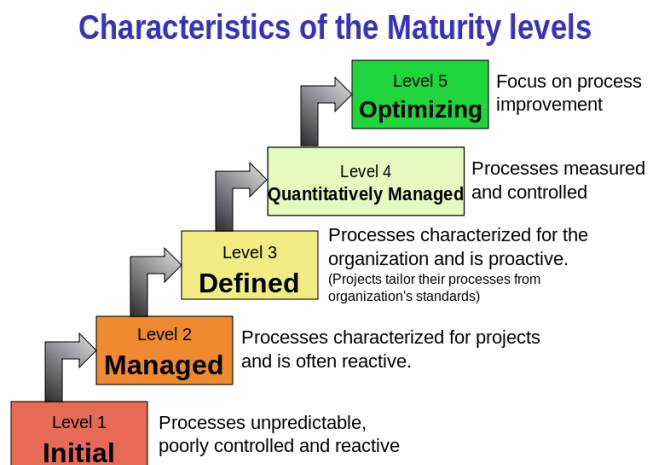 Characteristics of the Maturity levels
Level 5
Optimizing
Focus on process
improvement
Level 4
Quantitatively Managed
Processes measured
and controlled
Level 3
Defined
Processes characterized for the
organization and is proactive.
(Projects tailor their processes from
organization's standards)
Level 2
Managed
Processes characterized for projects
and is often reactive.
Level 1
Initial
Processes unpredictable,
poorly controlled and reactive